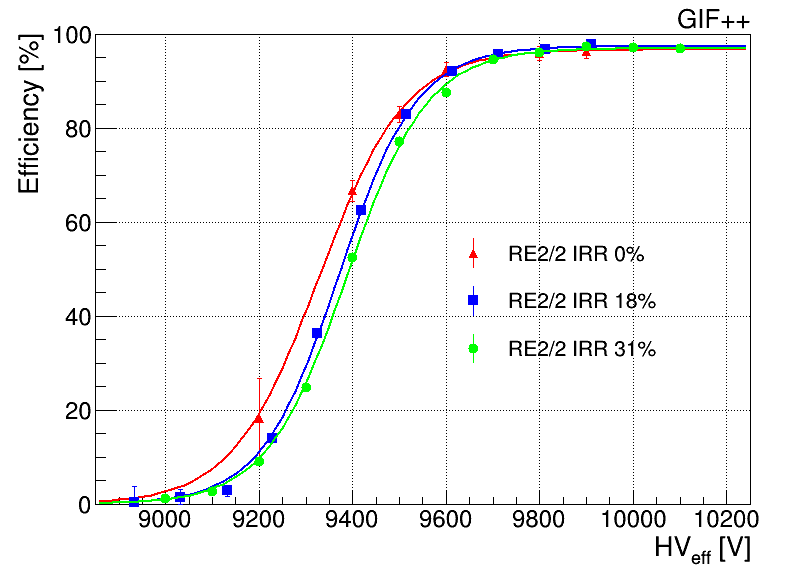 GIF++
Efficiency [%]
100
80
60
40
20
0
RE2/2 IRR 0%
RE2/2 IRR 18%
RE2/2 IRR 31%
9000 9200 9400 9600 9800 10000 10200
HVeff [V]